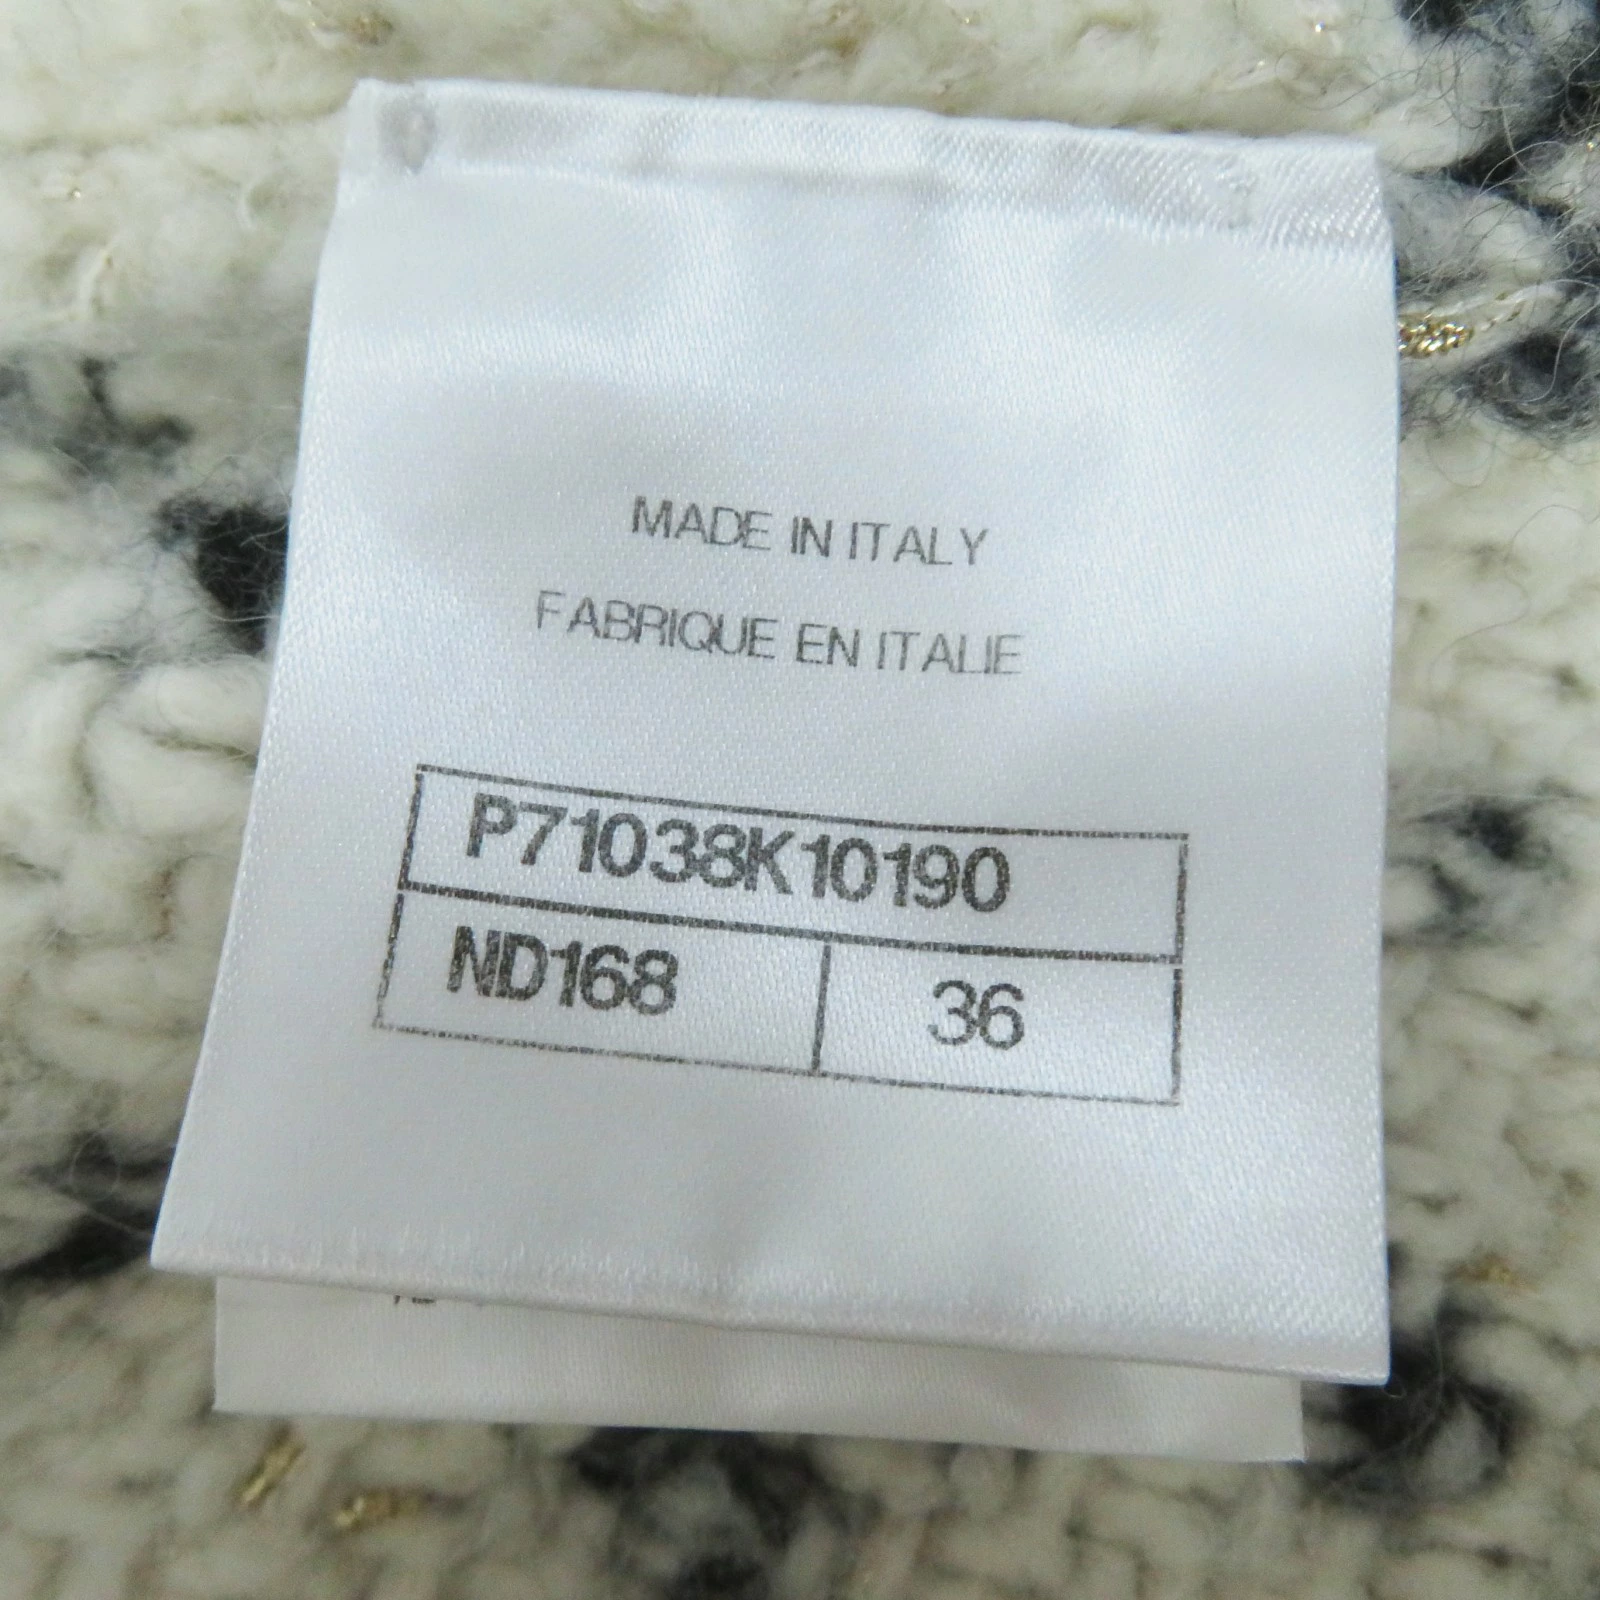 MADE IN ITALY
FABRIQUE EN ITALIE
P71038K10190
ND168 36